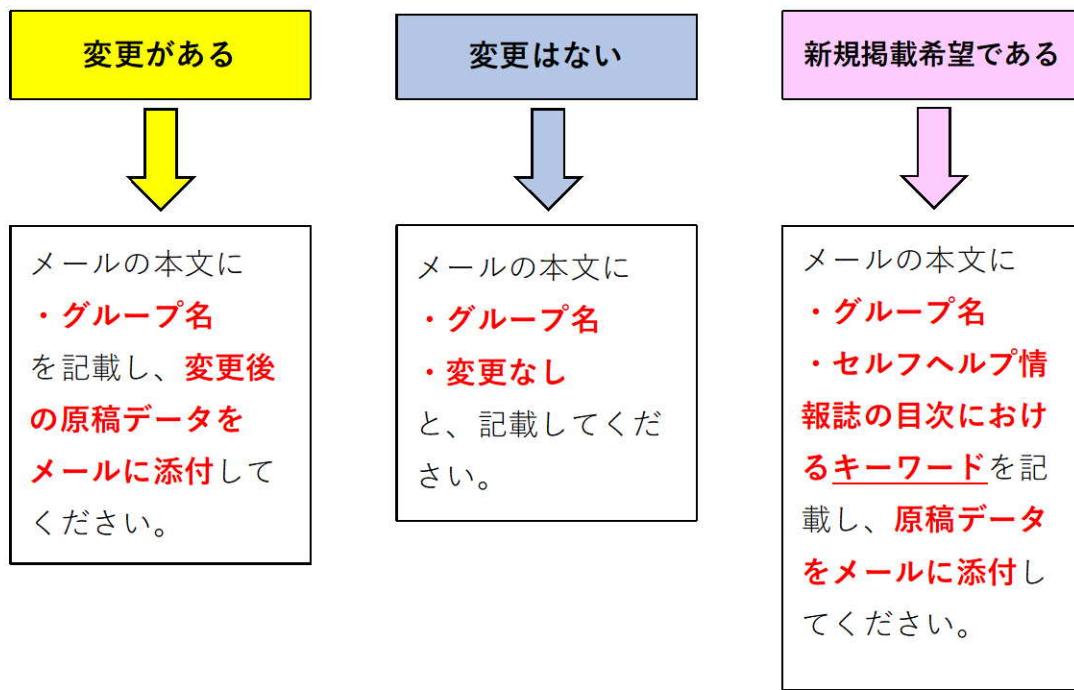 変更がある
変更はない
新規掲載希望である
メールの本文に
・グループ名
を記載し、変更後
の原稿データを
メールに添付して
ください。
メールの本文に
・グループ名
・変更なし
と、記載してくだ
さい。
メールの本文に
・グループ名
・セルフヘルプ情
報誌の目次におけ
るキーワードを記
載し、原稿データ
をメールに添付し
てください。